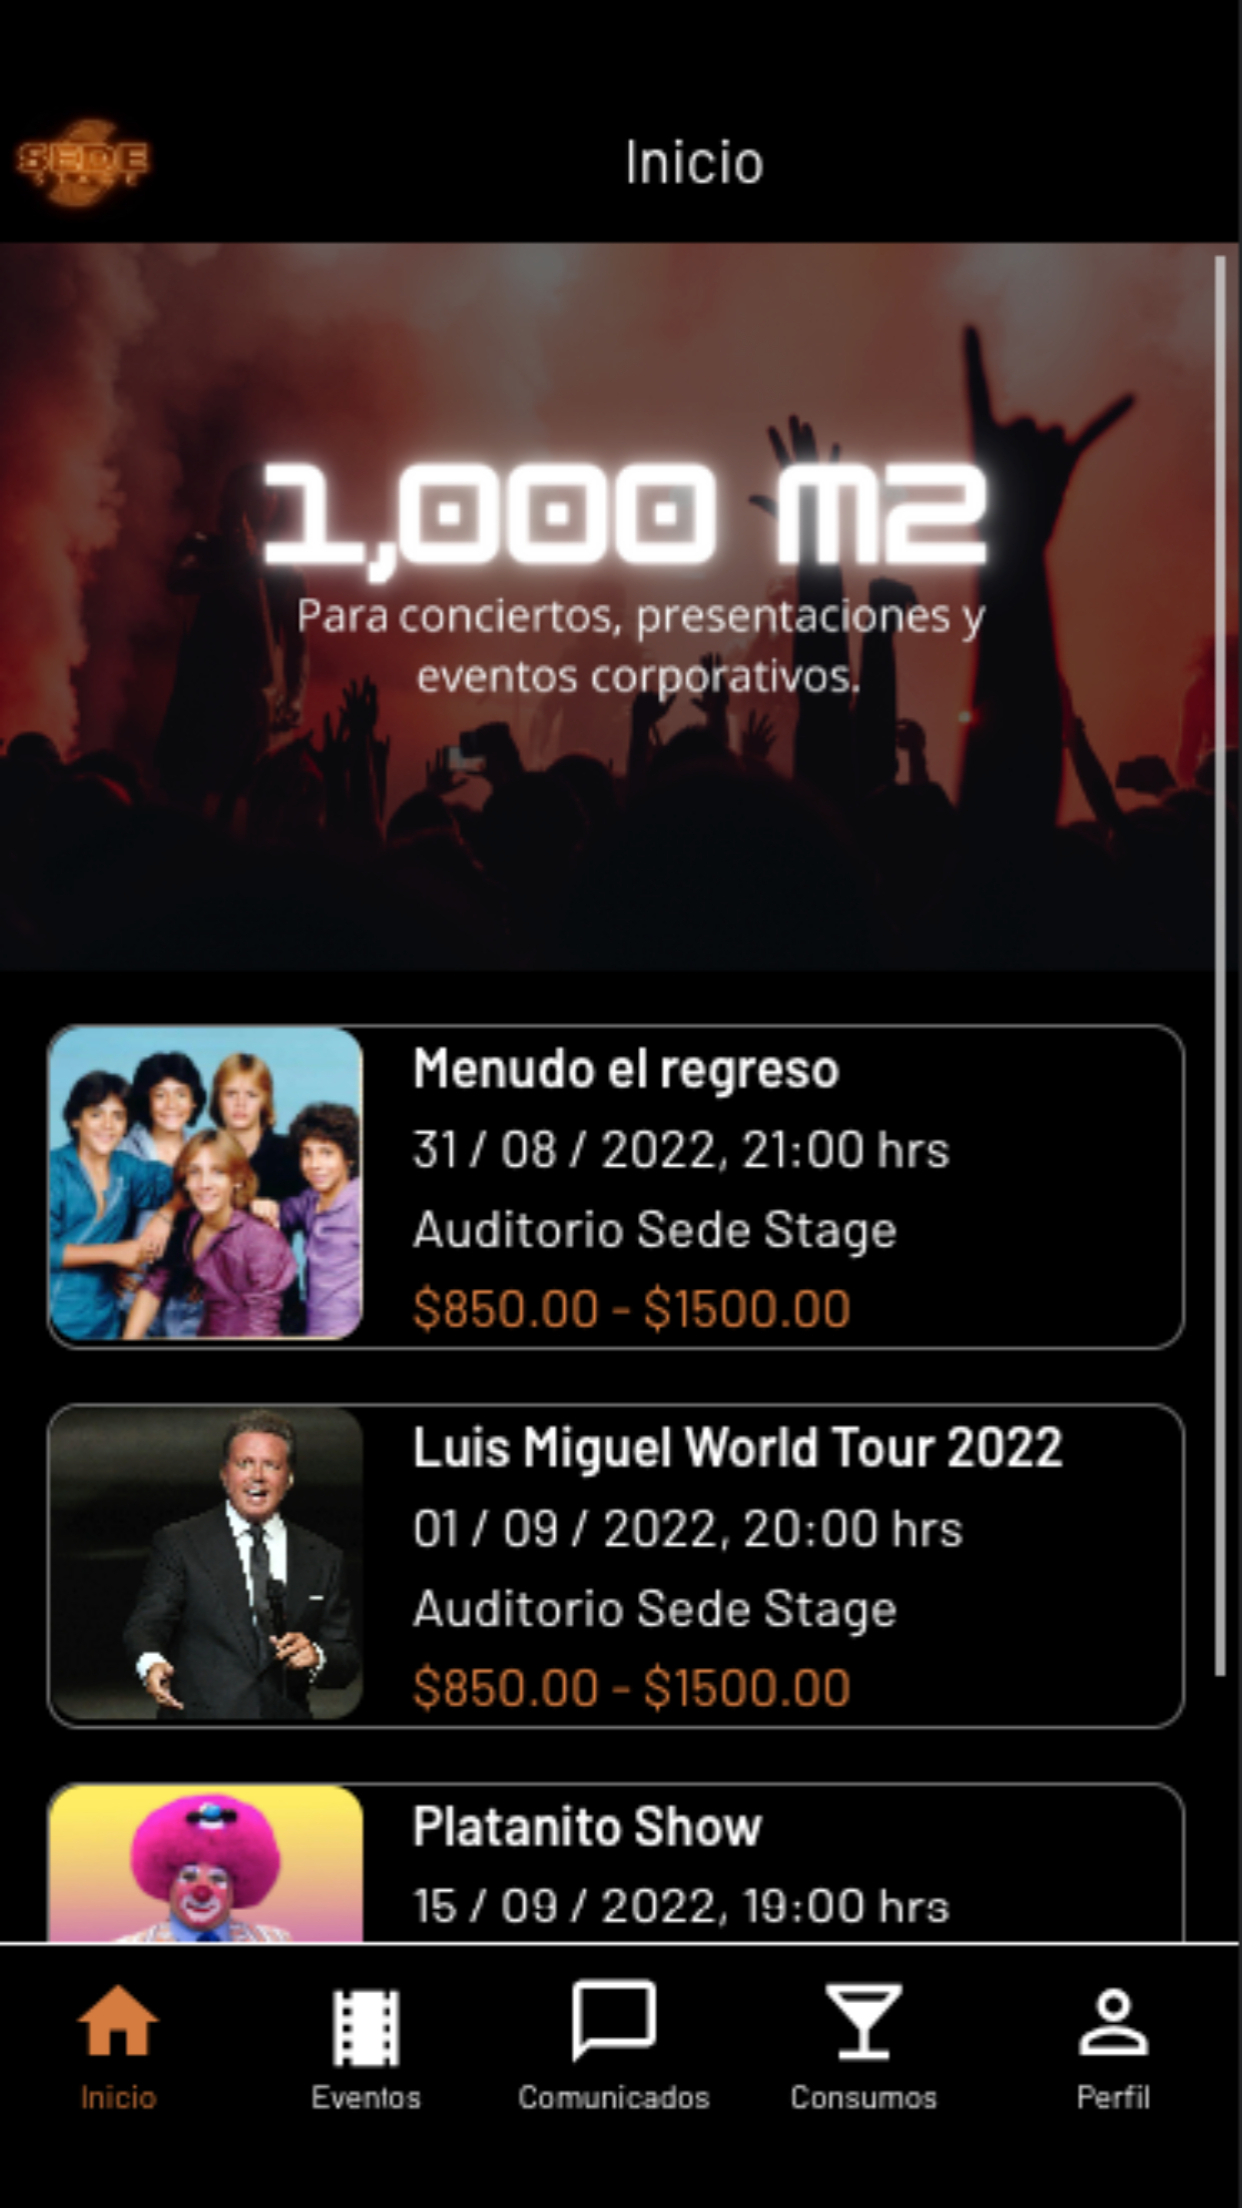 SEDE
STAGE
Inicio
1,000 M2
Para conciertos, presentaciones y
eventos corporativos.
Menudo el regreso
31 / 08 / 2022, 21:00 hrs
Auditorio Sede Stage
$850.00 - $1500.00
Luis Miguel World Tour 2022
01 / 09 / 2022, 20:00 hrs
Auditorio Sede Stage
$850.00 - $1500.00
Platanito Show
15 / 09 / 2022, 19:00 hrs
Inicio
Eventos
Comunicados
Consumos
Perfil